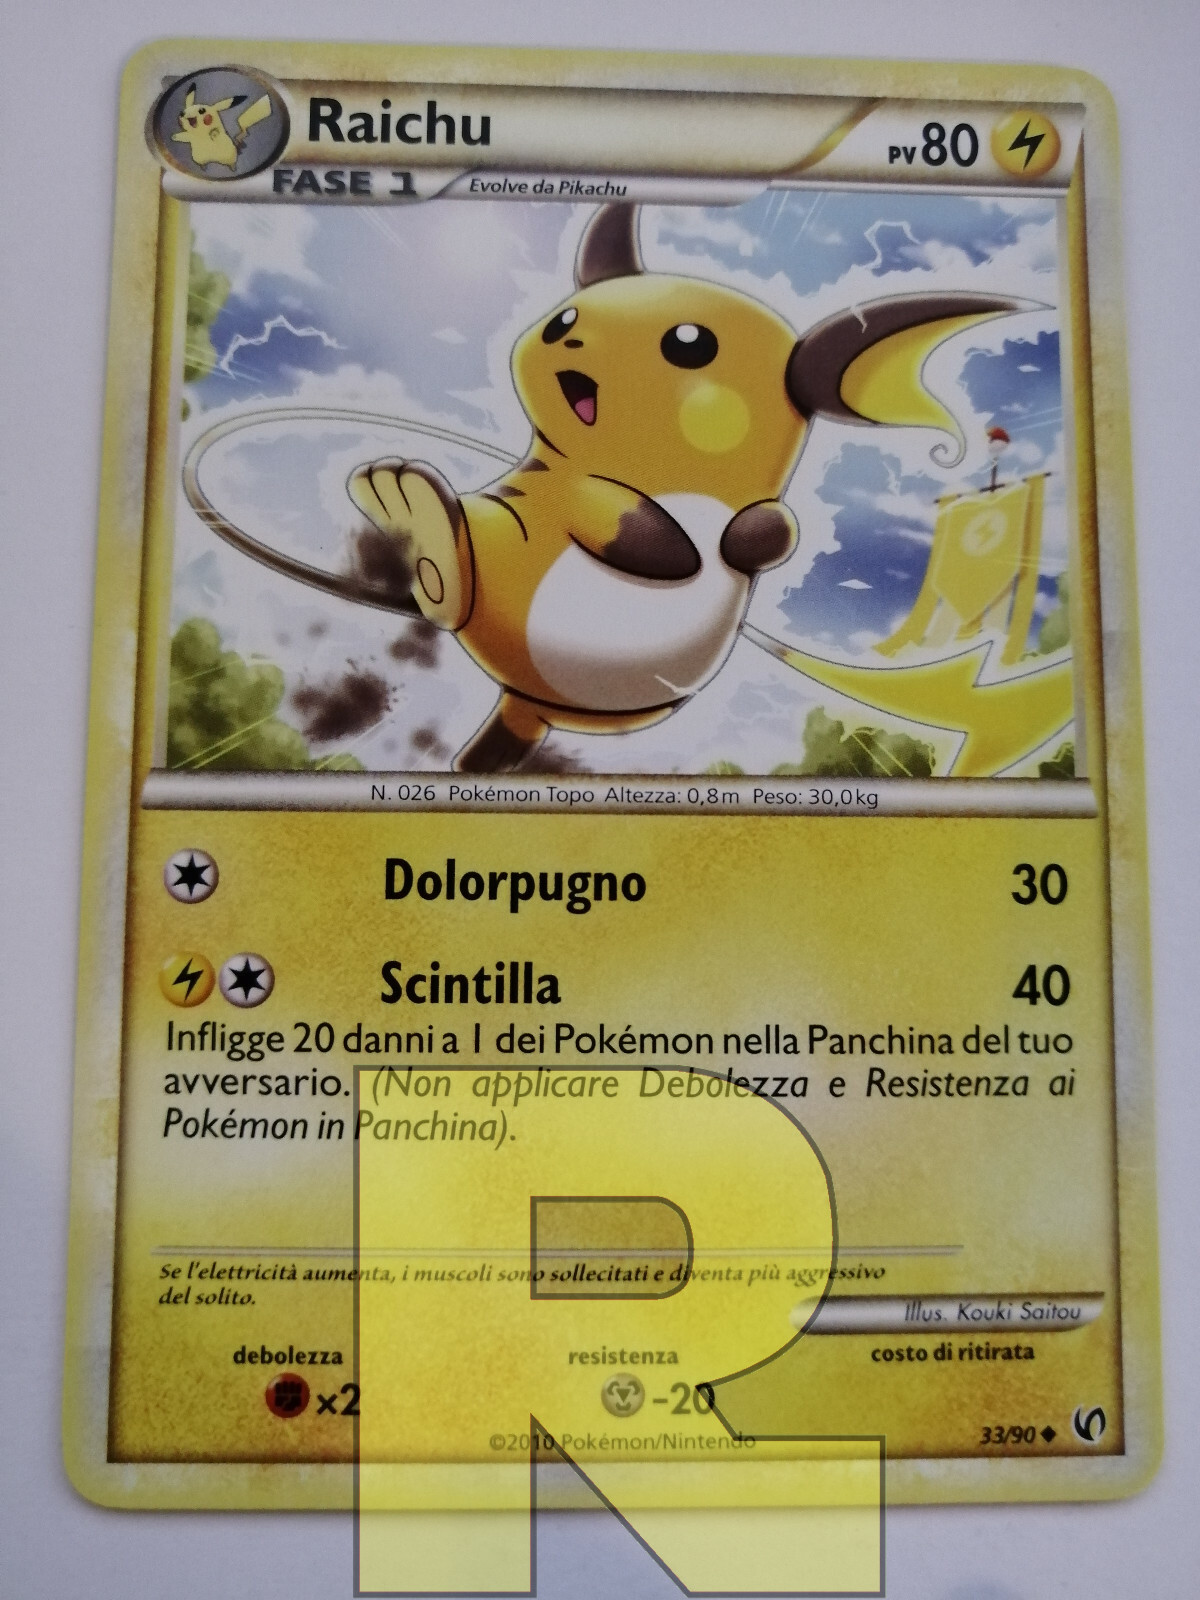 Raichu
PV 80
FASE 1
Evolve da Pikachu
N. 026 Pokémon Topo Altezza: 0,8m Peso: 30,0kg
Dolorpugno 30
Scintilla 40
Infligge 20 danni a 1 dei Pokémon nella Panchina del tuo
avversario. (Non applicare Debolezza e Resistenza ai
Pokémon in Panchina).
Se l'elettricità aumenta, i muscoli sono sollecitati e diventa più aggressivo
del solito.
Illus. Kouki Saitou
debolezza resistenza costo di ritirata
×2 -20
©2010 Pokémon/Nintendo 33/90
R